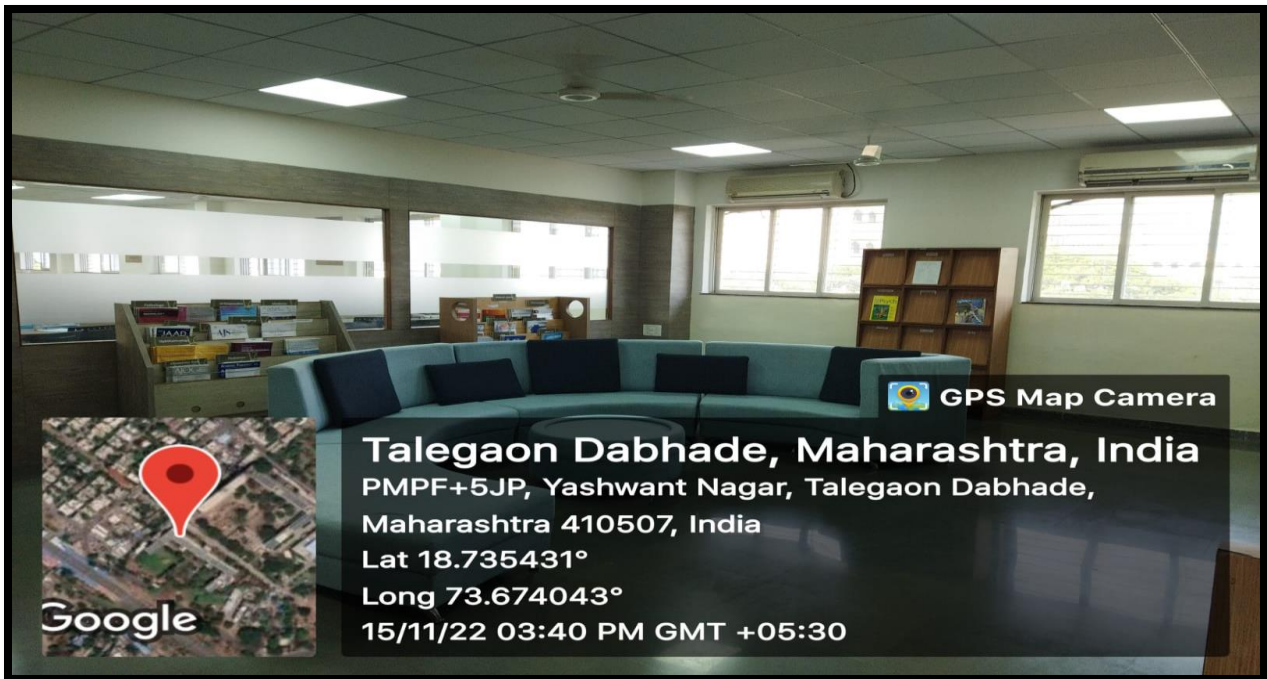 JAAD
GPS Map Camera
Talegaon Dabhade, Maharashtra, India
PMPF+5JP, Yashwant Nagar, Talegaon Dabhade,
Maharashtra 410507, India
Lat 18.735431°
Long 73.674043°
15/11/22 03:40 PM GMT +05:30
Google